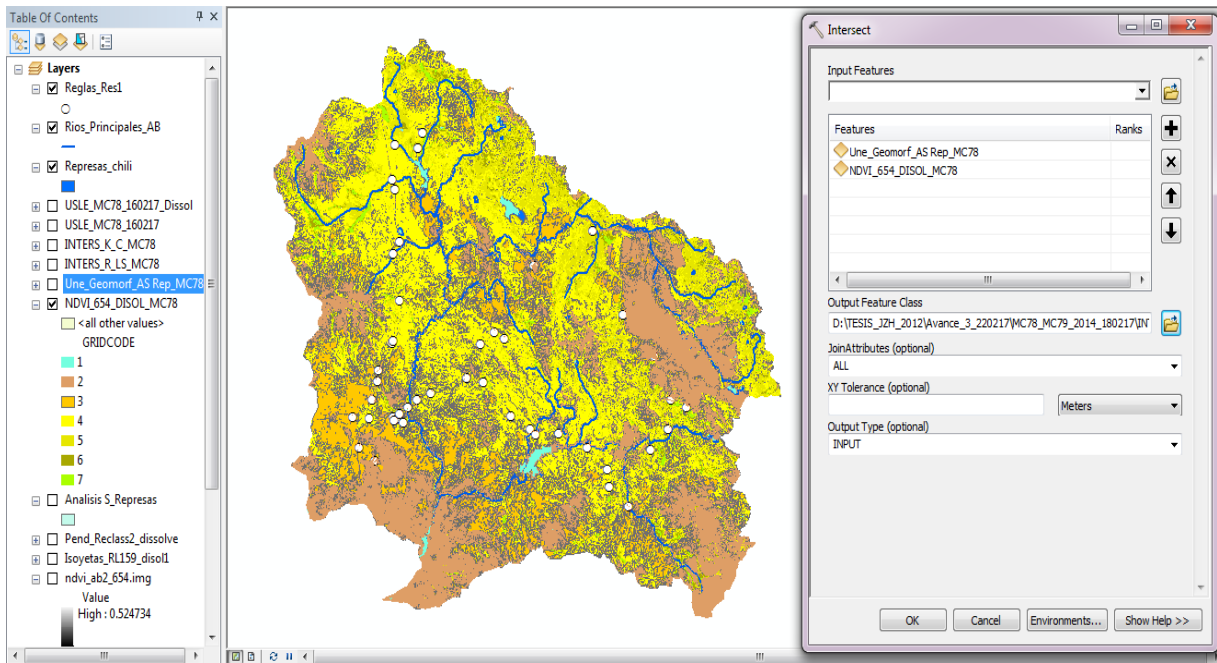 Table Of Contents
Layers
Reglas_Res1
Rios_Principales_AB
Represas_chili
USLE_MC78_160217_Dissol
USLE_MC78_160217
INTERS_K_C_MC78
INTERS_R_LS_MC78
Une_Geomorf_AS Rep_MC78
NDVI_654_DISOL_MC78
<all other values>
GRIDCODE
1
2
3
4
5
6
7
Analisis S_Represas
Pend_Reclass2_dissolve
Isoyetas_RL159_disol1
ndvi_ab2_654.img
Value
High : 0.524734
Intersect
Input Features
Features Ranks
Une_Geomorf_AS Rep_MC78
NDVI_654_DISOL_MC78
Output Feature Class
D:\TESIS_JZH_2012\Avance_3_220217\MC78_MC79_2014_180217\IN
JoinAttributes (optional)
ALL
XY Tolerance (optional)
Meters
Output Type (optional)
INPUT
OK Cancel Environments... Show Help >>